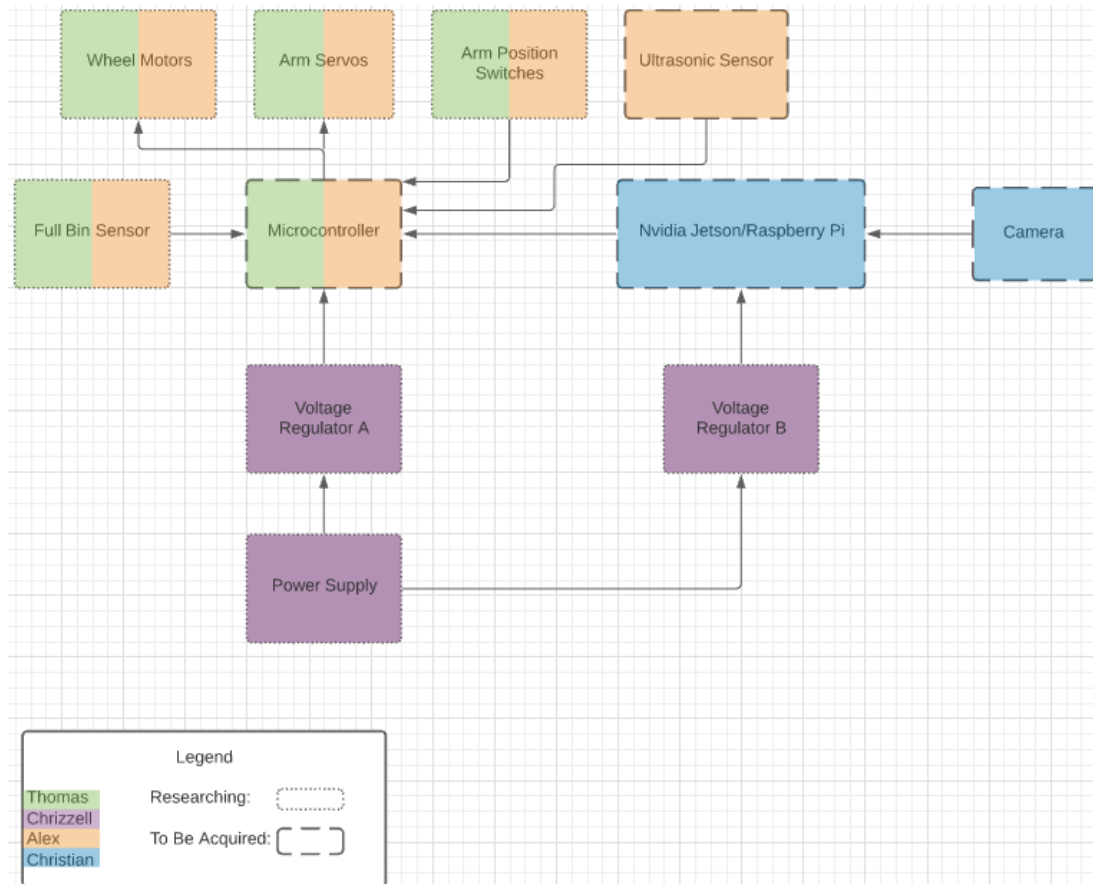 Wheel Motors
Arm Servos
Arm Position
Switches
Ultrasonic Sensor
Full Bin Sensor
Microcontroller
Nvidia Jetson/Raspberry Pi
Camera
Voltage
Regulator A
Voltage
Regulator B
Power Supply
Legend
Thomas
Chrizzell
Alex
Christian
Researching:
To Be Acquired: